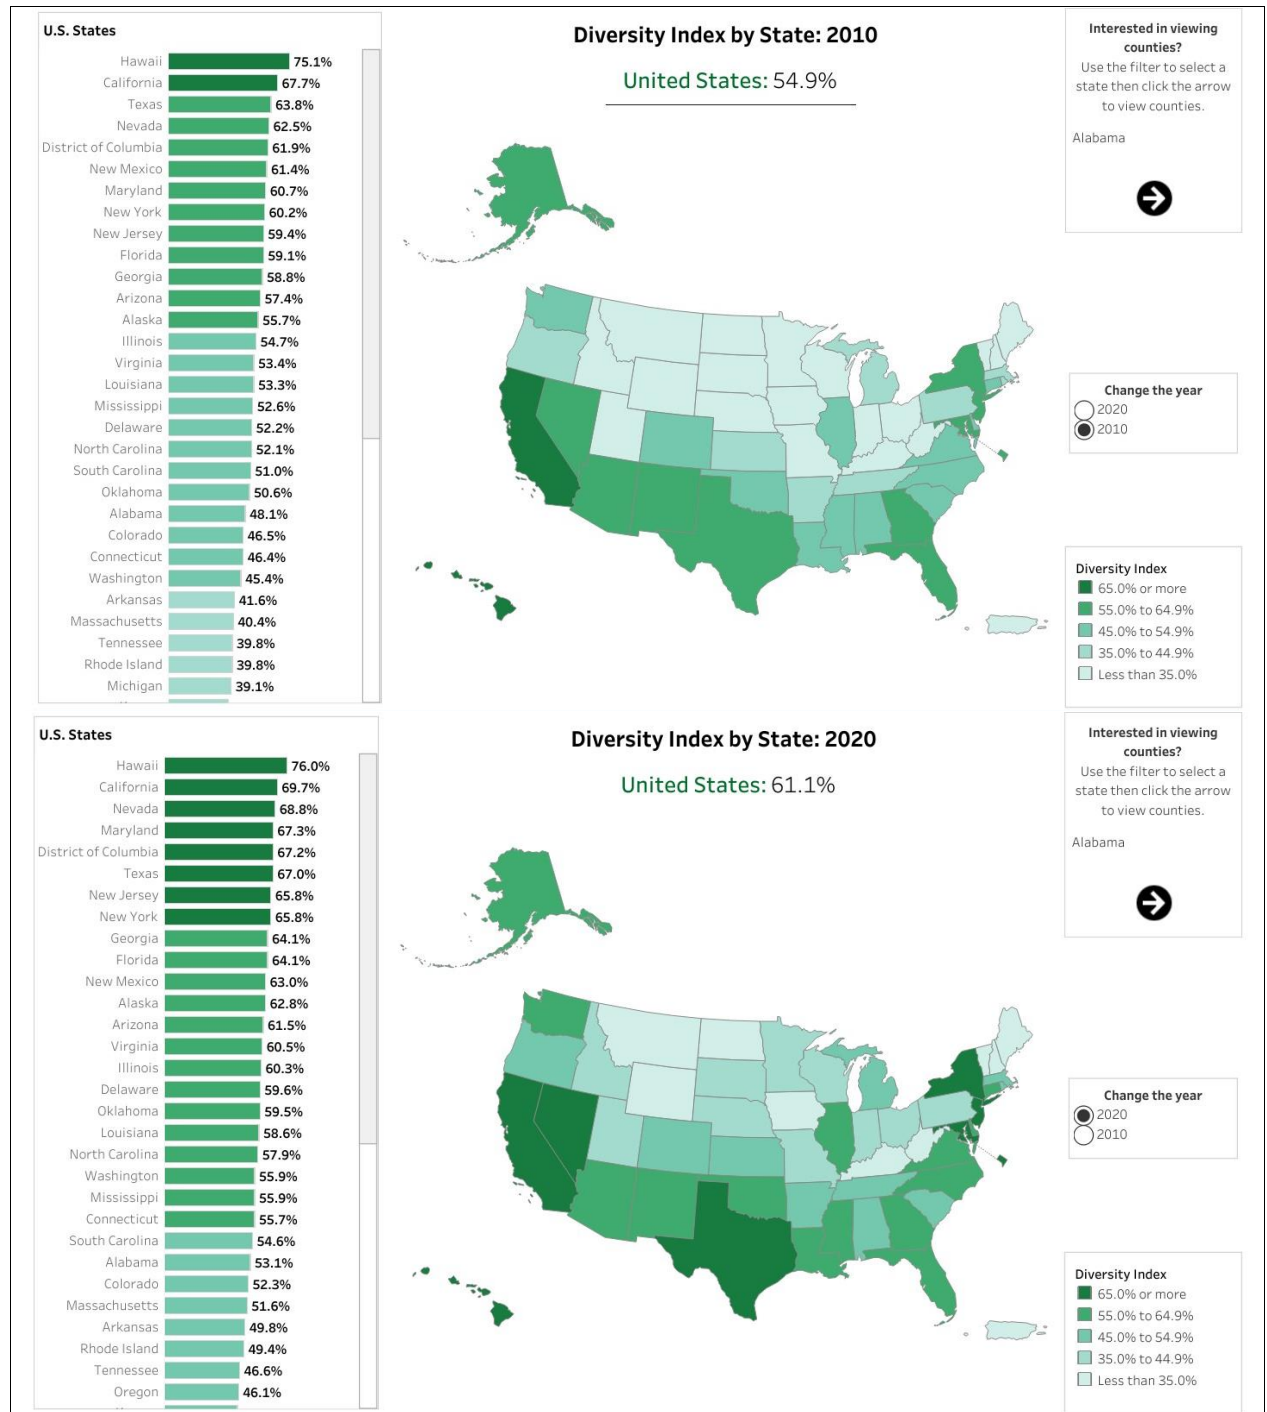 U.S. States
Hawaii 75.1%
California 67.7%
Texas 63.8%
Nevada 62.5%
District of Columbia 61.9%
New Mexico 61.4%
Maryland 60.7%
New York 60.2%
New Jersey 59.4%
Florida 59.1%
Georgia 58.8%
Arizona 57.4%
Alaska 55.7%
Illinois 54.7%
Virginia 53.4%
Louisiana 53.3%
Mississippi 52.6%
Delaware 52.2%
North Carolina 52.1%
South Carolina 51.0%
Oklahoma 50.6%
Alabama 48.1%
Colorado 46.5%
Connecticut 46.4%
Washington 45.4%
Arkansas 41.6%
Massachusetts 40.4%
Tennessee 39.8%
Rhode Island 39.8%
Michigan 39.1%
Diversity Index by State: 2010
United States: 54.9%
Interested in viewing
counties?
Use the filter to select a
state then click the arrow
to view counties.
Alabama
Change the year
2020
2010
Diversity Index
65.0% or more
55.0% to 64.9%
45.0% to 54.9%
35.0% to 44.9%
Less than 35.0%
U.S. States
Hawaii 76.0%
California 69.7%
Nevada 68.8%
Maryland 67.3%
District of Columbia 67.2%
Texas 67.0%
New Jersey 65.8%
New York 65.8%
Georgia 64.1%
Florida 64.1%
New Mexico 63.0%
Alaska 62.8%
Arizona 61.5%
Virginia 60.5%
Illinois 60.3%
Delaware 59.6%
Oklahoma 59.5%
Louisiana 58.6%
North Carolina 57.9%
Washington 55.9%
Mississippi 55.9%
Connecticut 55.7%
South Carolina 54.6%
Alabama 53.1%
Colorado 52.3%
Massachusetts 51.6%
Arkansas 49.8%
Rhode Island 49.4%
Tennessee 46.6%
Oregon 46.1%
Diversity Index by State: 2020
United States: 61.1%
Interested in viewing
counties?
Use the filter to select a
state then click the arrow
to view counties.
Alabama
Change the year
2020
2010
Diversity Index
65.0% or more
55.0% to 64.9%
45.0% to 54.9%
35.0% to 44.9%
Less than 35.0%